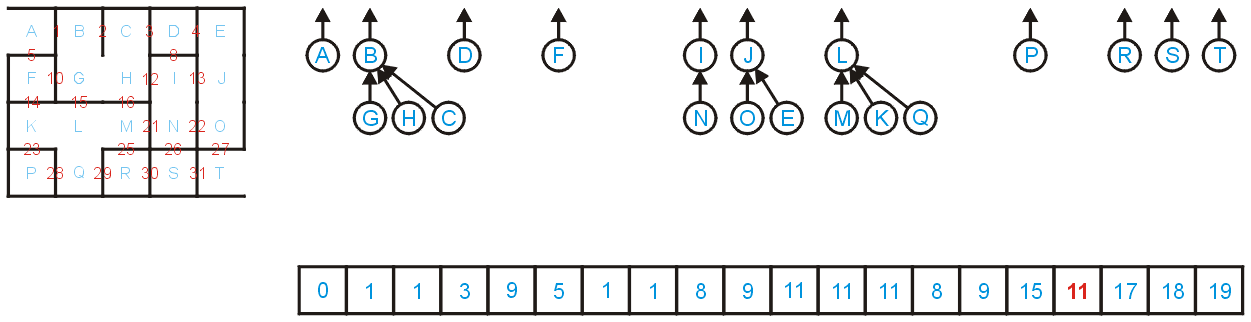 A 1 B 2 C 3 D 4 E
5 8
F 10 G H 12 I 13 J
14 15 16
K L M 21 N 22 O
23 25 26 27
P 28 Q 29 R 30 S 31 T
A B D F I J L P R S T
G H C N O E M K Q
0 1 1 3 9 5 1 1 8 9 11 11 11 8 9 15 11 17 18 19